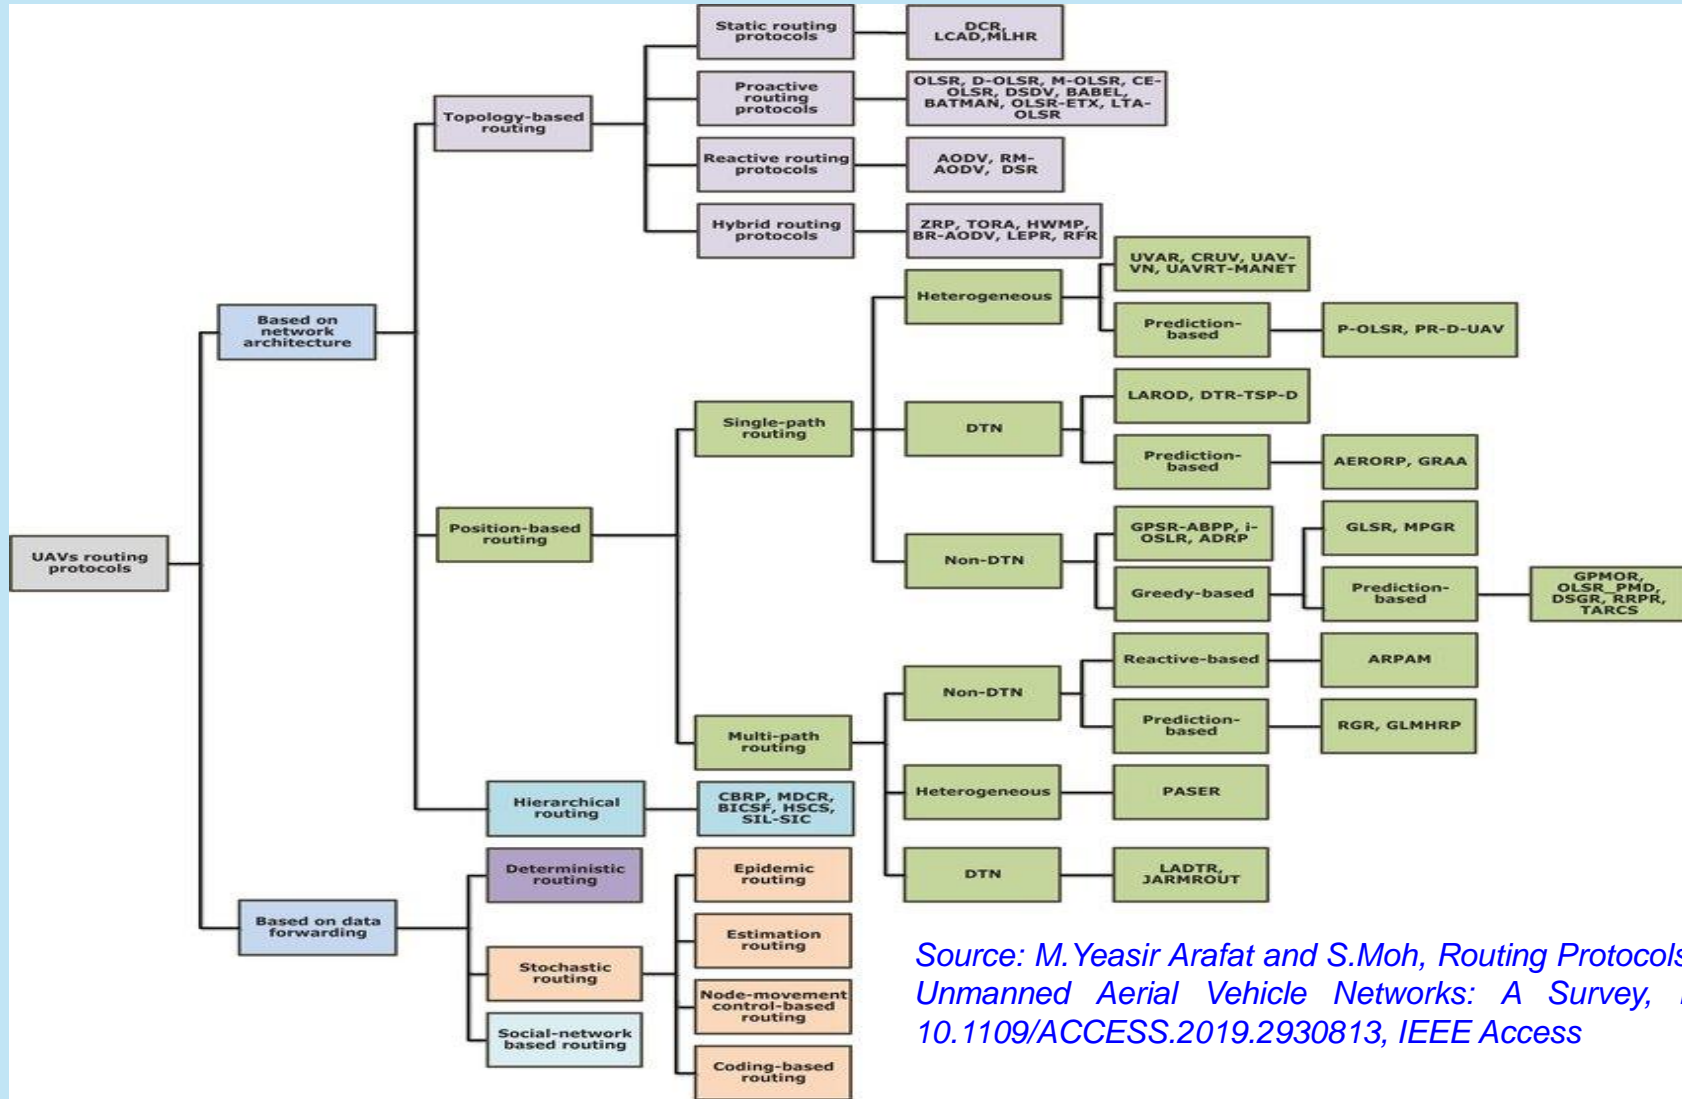 Static routing
protocols
DCR,
LCAD,MLHR
Proactive
routing
protocols
OLSR, D-OLSR, M-OLSR, CE-
OLSR, DSDV, BABEL,
BATMAN, OLSR-ETX, LTA-
OLSR
Topology-based
routing
Reactive routing
protocols
AODV, RM-
AODV, DSR
Hybrid routing
protocols
ZRP, TORA, HWMP,
BR-AODV, LEPR, RFR
UVAR, CRUV, UAV-
VN, UAVRT-MANET
Heterogeneous
Based on
network
architecture
Prediction-
based
P-OLSR, PR-D-UAV
LAROD, DTR-TSP-D
Single-path
routing
DTN
Prediction-
based
AERORP, GRAA
Position-based
routing
GPSR-ABPP, i-
OSLR, ADRP
GLSR, MPGR
UAVs routing
protocols
Non-DTN
Greedy-based
Prediction-
based
GPMOR,
OLSR_PMD,
DSGR, RRPR,
TARCS
Reactive-based
ARPAM
Non-DTN
Prediction-
based
RGR, GLMHRP
Multi-path
routing
Heterogeneous
PASER
Hierarchical
routing
CBRP, MDCR,
BICSF, HSCS,
SIL-SIC
DTN
LADTR,
JARMROUT
Deterministic
routing
Epidemic
routing
Based on data
forwarding
Estimation
routing
Stochastic
routing
Node-movement
control-based
routing
Social-network
based routing
Coding-based
routing
Source: M.Yeasir Arafat and S.Moh, Routing Protocols
Unmanned Aerial Vehicle Networks: A Survey,
10.1109/ACCESS.2019.2930813, IEEE Access